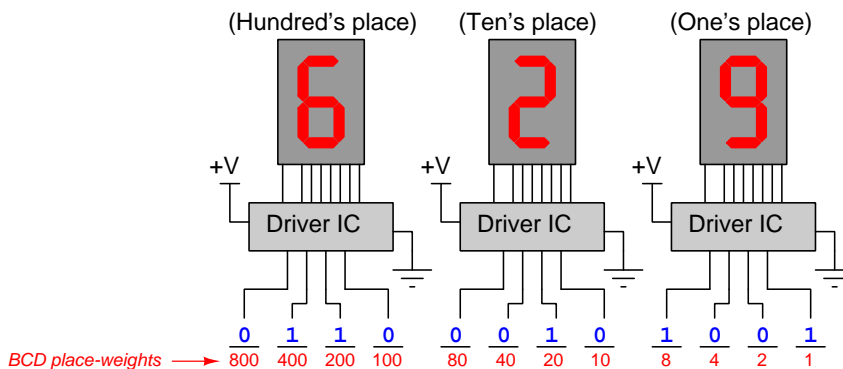 (Hundred's place) (Ten's place) (One's place)
6 2 9
+V +V +V
Driver IC Driver IC Driver IC
0 1 1 0 0 0 1 0 1 0 0 1
BCD place-weights 800 400 200 100 80 40 20 10 8 4 2 1